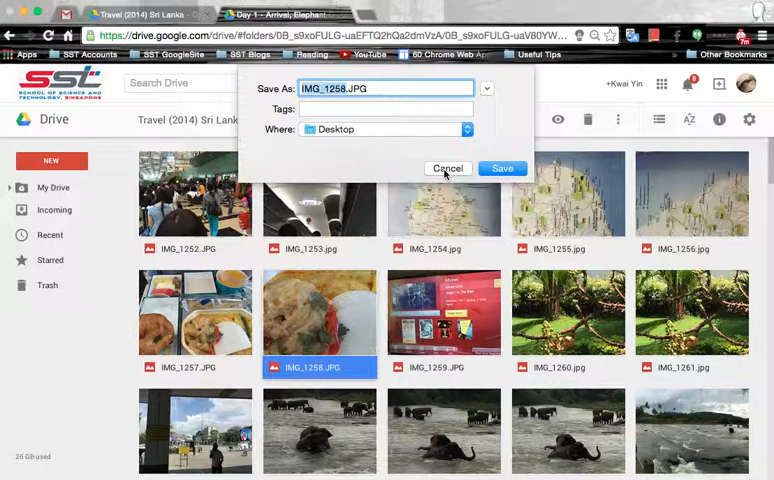 Travel (2014) Sri Lanka -
Day 1 - Arrival, Elephant
https://drive.google.com/drive/#folders/0B_s9xoFUSG-uaEFTQ2hQa2dmVzA/0B_s9xoFUSG-uaV80YW...
7m
Apps
SST Accounts
SST GoogleSite
SST Blogs
Reading
YouTube
60 Chrome Web Ap
Useful Tips
Other Bookmarks
SST
SCHOOL OF SCIENCE AND
TECHNOLOGY, SINGAPORE
Search Drive
+Kwai Yin
8
Save As: IMG_1258.JPG
Tags:
Where: Desktop
Cancel
Save
Drive
Travel (2014) Sri Lank
NEW
My Drive
Incoming
Recent
Starred
Trash
26 GB used
IMG_1252.JPG
IMG_1253.jpg
IMG_1254.jpg
IMG_1255.jpg
IMG_1256.jpg
IMG_1257.JPG
IMG_1258.JPG
IMG_1259.JPG
IMG_1260.jpg
IMG_1261.jpg